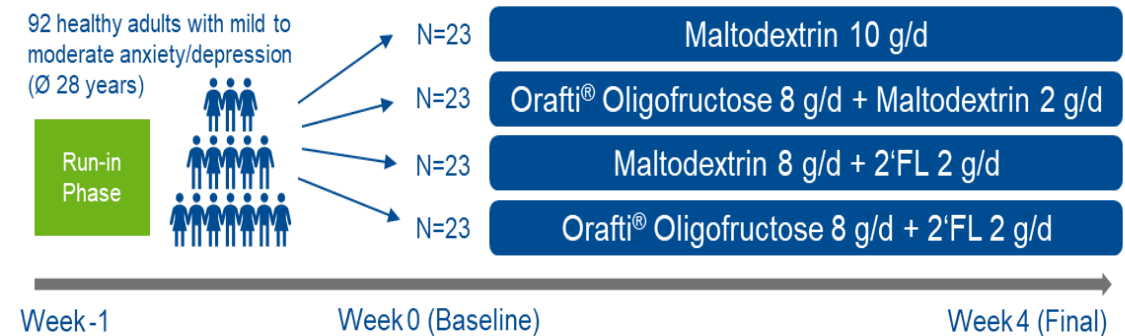 92 healthy adults with mild to
moderate anxiety/depression
(Ø 28 years)
Run-in
Phase
N=23
Maltodextrin 10 g/d
N=23
Orafti® Oligofructose 8 g/d + Maltodextrin 2 g/d
N=23
Maltodextrin 8 g/d + 2‘FL 2 g/d
N=23
Orafti® Oligofructose 8 g/d + 2‘FL 2 g/d
Week -1
Week 0 (Baseline)
Week 4 (Final)